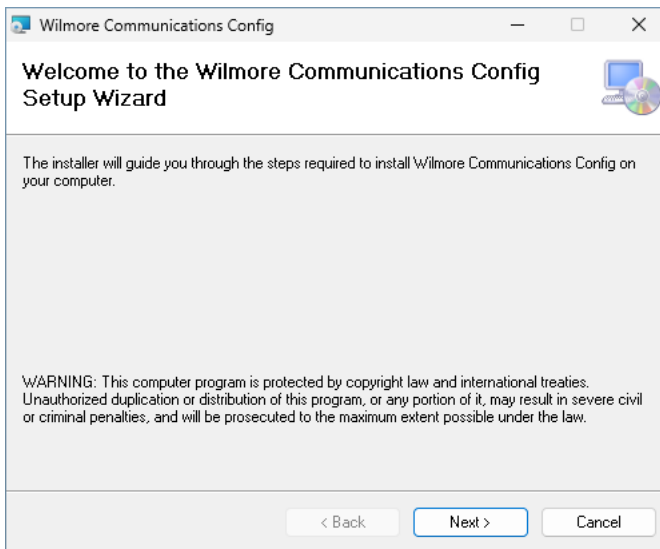 Wilmore Communications Config
Welcome to the Wilmore Communications Config
Setup Wizard
The installer will guide you through the steps required to install Wilmore Communications Config on
your computer.
WARNING: This computer program is protected by copyright law and international treaties.
Unauthorized duplication or distribution of this program, or any portion of it, may result in severe civil
or criminal penalties, and will be prosecuted to the maximum extent possible under the law.
< Back
Next >
Cancel